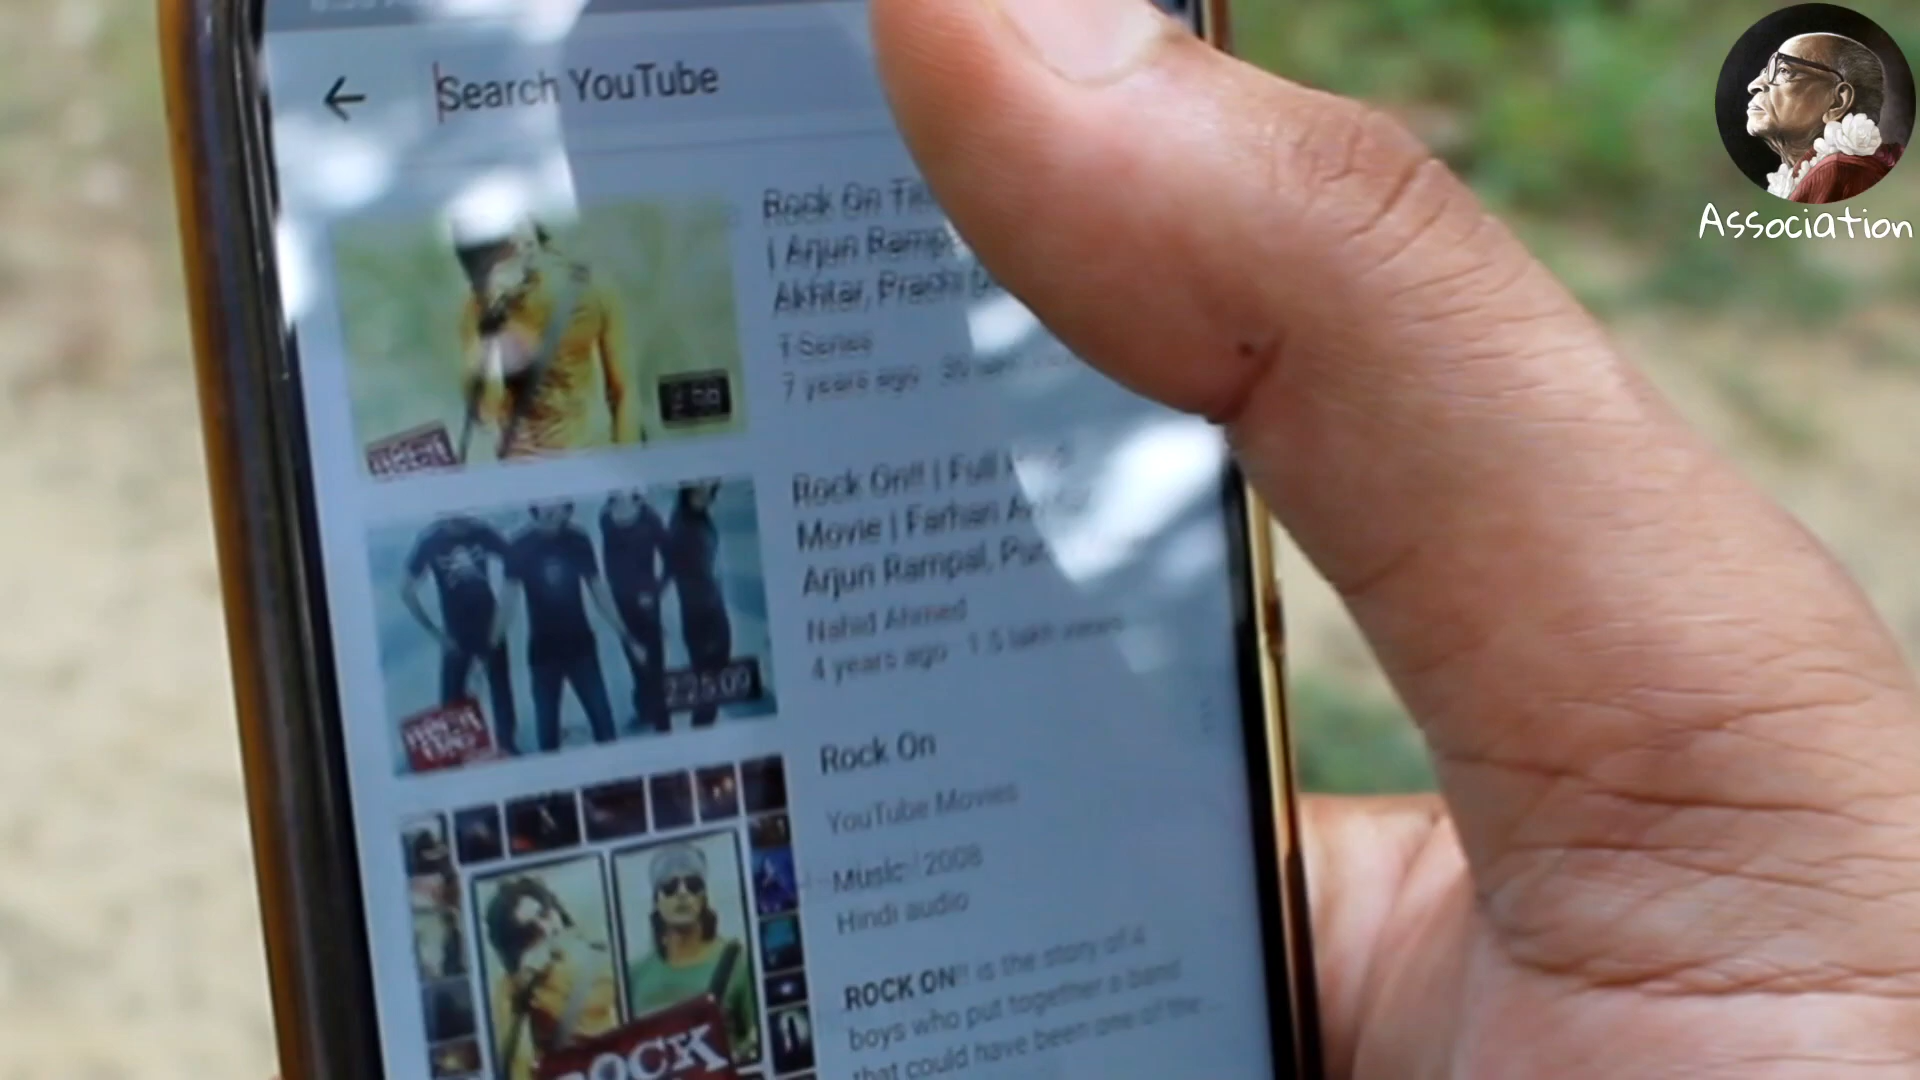 Search YouTube
Association
Rock On
| Arjun
Akhtar, Prachi
T Series
7 years ago
Rock On!! | Full
Movie | Farhan
Arjun Rampal,
Nahid Ahmed
4 years ago · 1.5 lakh views
2:25:09
Rock On
YouTube Movies
Music · 2008
Hindi audio
ROCK ON!! is the story of 4
boys who put together a band
that could have been one of the ...
ROCK